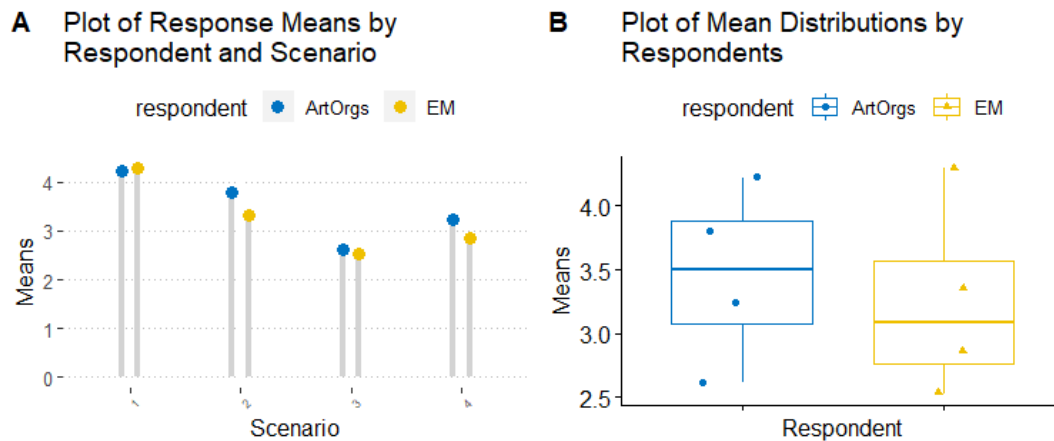 A Plot of Response Means by
Respondent and Scenario
respondent ArtOrgs EM
4
3
2
1
0
Means
1 2 3 4
Scenario
B Plot of Mean Distributions by
Respondents
respondent ArtOrgs EM
4.0
3.5
3.0
2.5
Means
Respondent